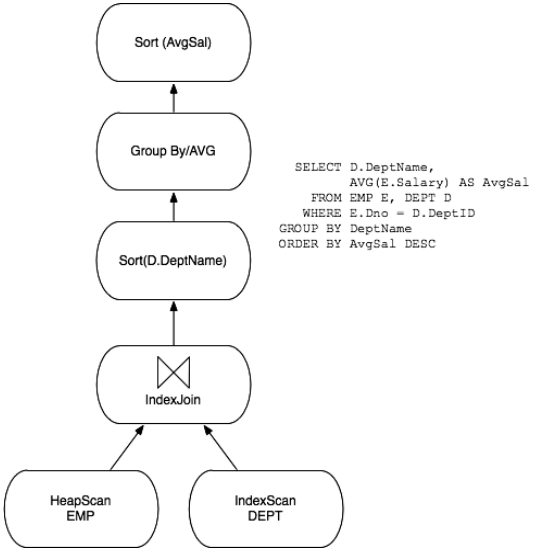 Sort (AvgSal)
Group By/AVG
SELECT D.DeptName,
AVG(E.Salary) AS AvgSal
FROM EMP E, DEPT D
WHERE E.Dno = D.DeptID
GROUP BY DeptName
ORDER BY AvgSal DESC
Sort(D.DeptName)
IndexJoin
HeapScan
EMP
IndexScan
DEPT